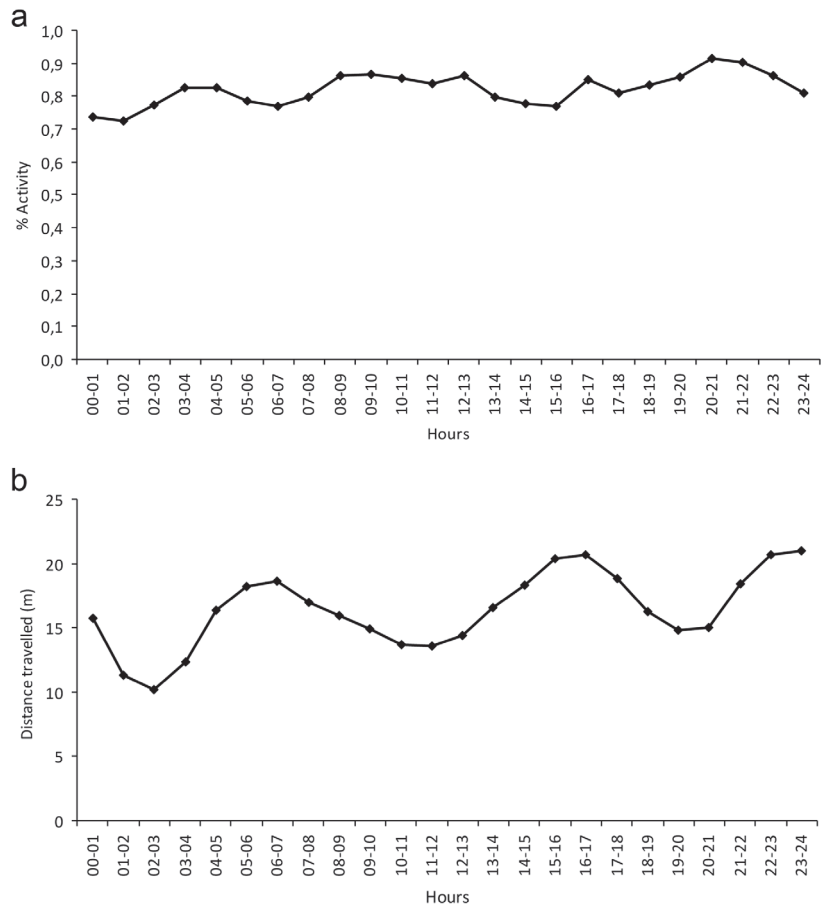 a
1,0
0,9
0,8
0,7
0,6
0,5
0,4
0,3
0,2
0,1
0,0
% Activity
00-01 01-02 02-03 03-04 04-05 05-06 06-07 07-08 08-09 09-10 10-11 11-12 12-13 13-14 14-15 15-16 16-17 17-18 18-19 19-20 20-21 21-22 22-23 23-24
Hours
b
25
20
15
10
5
0
Distance travelled (m)
00-01 01-02 02-03 03-04 04-05 05-06 06-07 07-08 08-09 09-10 10-11 11-12 12-13 13-14 14-15 15-16 16-17 17-18 18-19 19-20 20-21 21-22 22-23 23-24
Hours